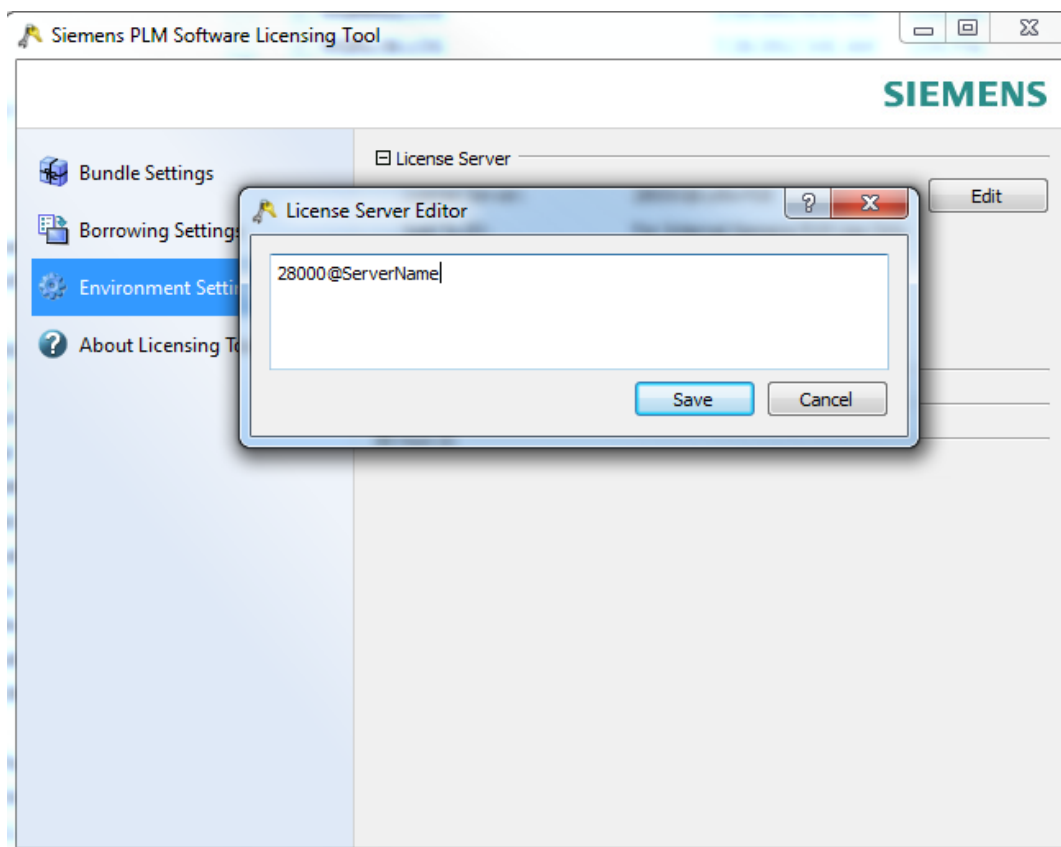 Siemens PLM Software Licensing Tool
SIEMENS
License Server
Edit
Bundle Settings
Borrowing Settings
Environment Setti
About Licensing To
License Server Editor
28000@ServerName
Save
Cancel